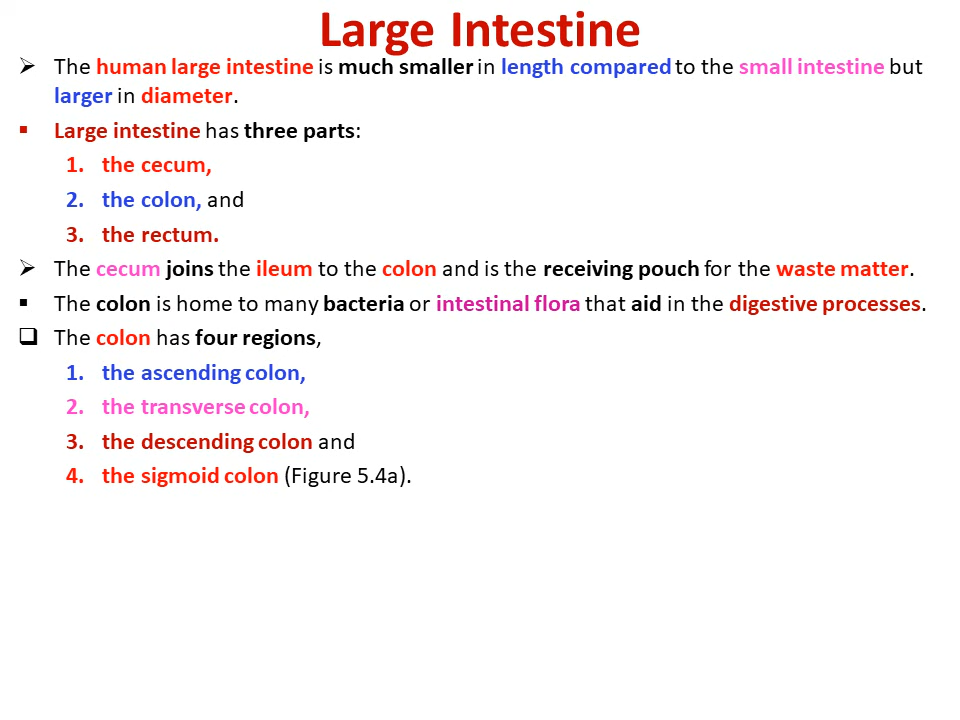 Large Intestine
➢ The human large intestine is much smaller in length compared to the small intestine but
larger in diameter.
▪ Large intestine has three parts:
1. the cecum,
2. the colon, and
3. the rectum.
➢ The cecum joins the ileum to the colon and is the receiving pouch for the waste matter.
▪ The colon is home to many bacteria or intestinal flora that aid in the digestive processes.
❑ The colon has four regions,
1. the ascending colon,
2. the transverse colon,
3. the descending colon and
4. the sigmoid colon (Figure 5.4a).